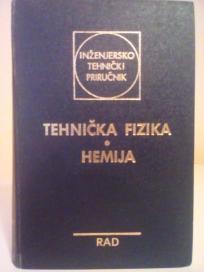 INŽENJERSKO
TEHNIČKI
PRIRUČNIK
TEHNIČKA FIZIKA
•
HEMIJA
RAD